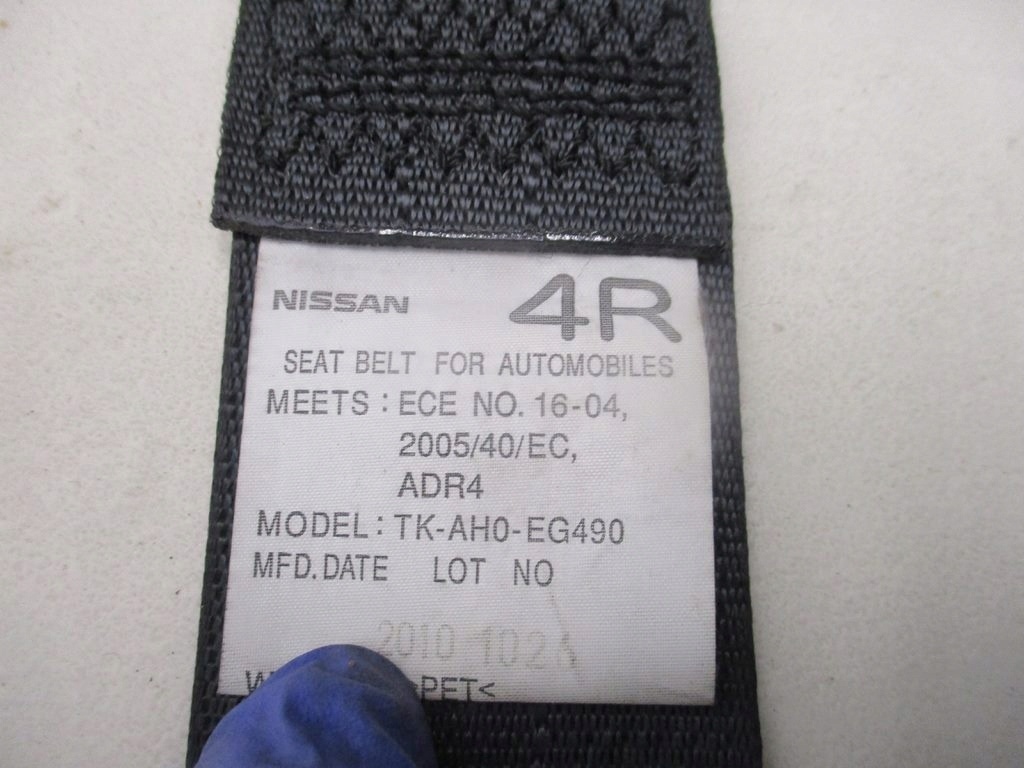 NISSAN 4R
SEAT BELT FOR AUTOMOBILES
MEETS : ECE NO. 16-04,
2005/40/EC,
ADR4
MODEL : TK-AH0-EG490
MFD. DATE LOT NO
2010
>PET<